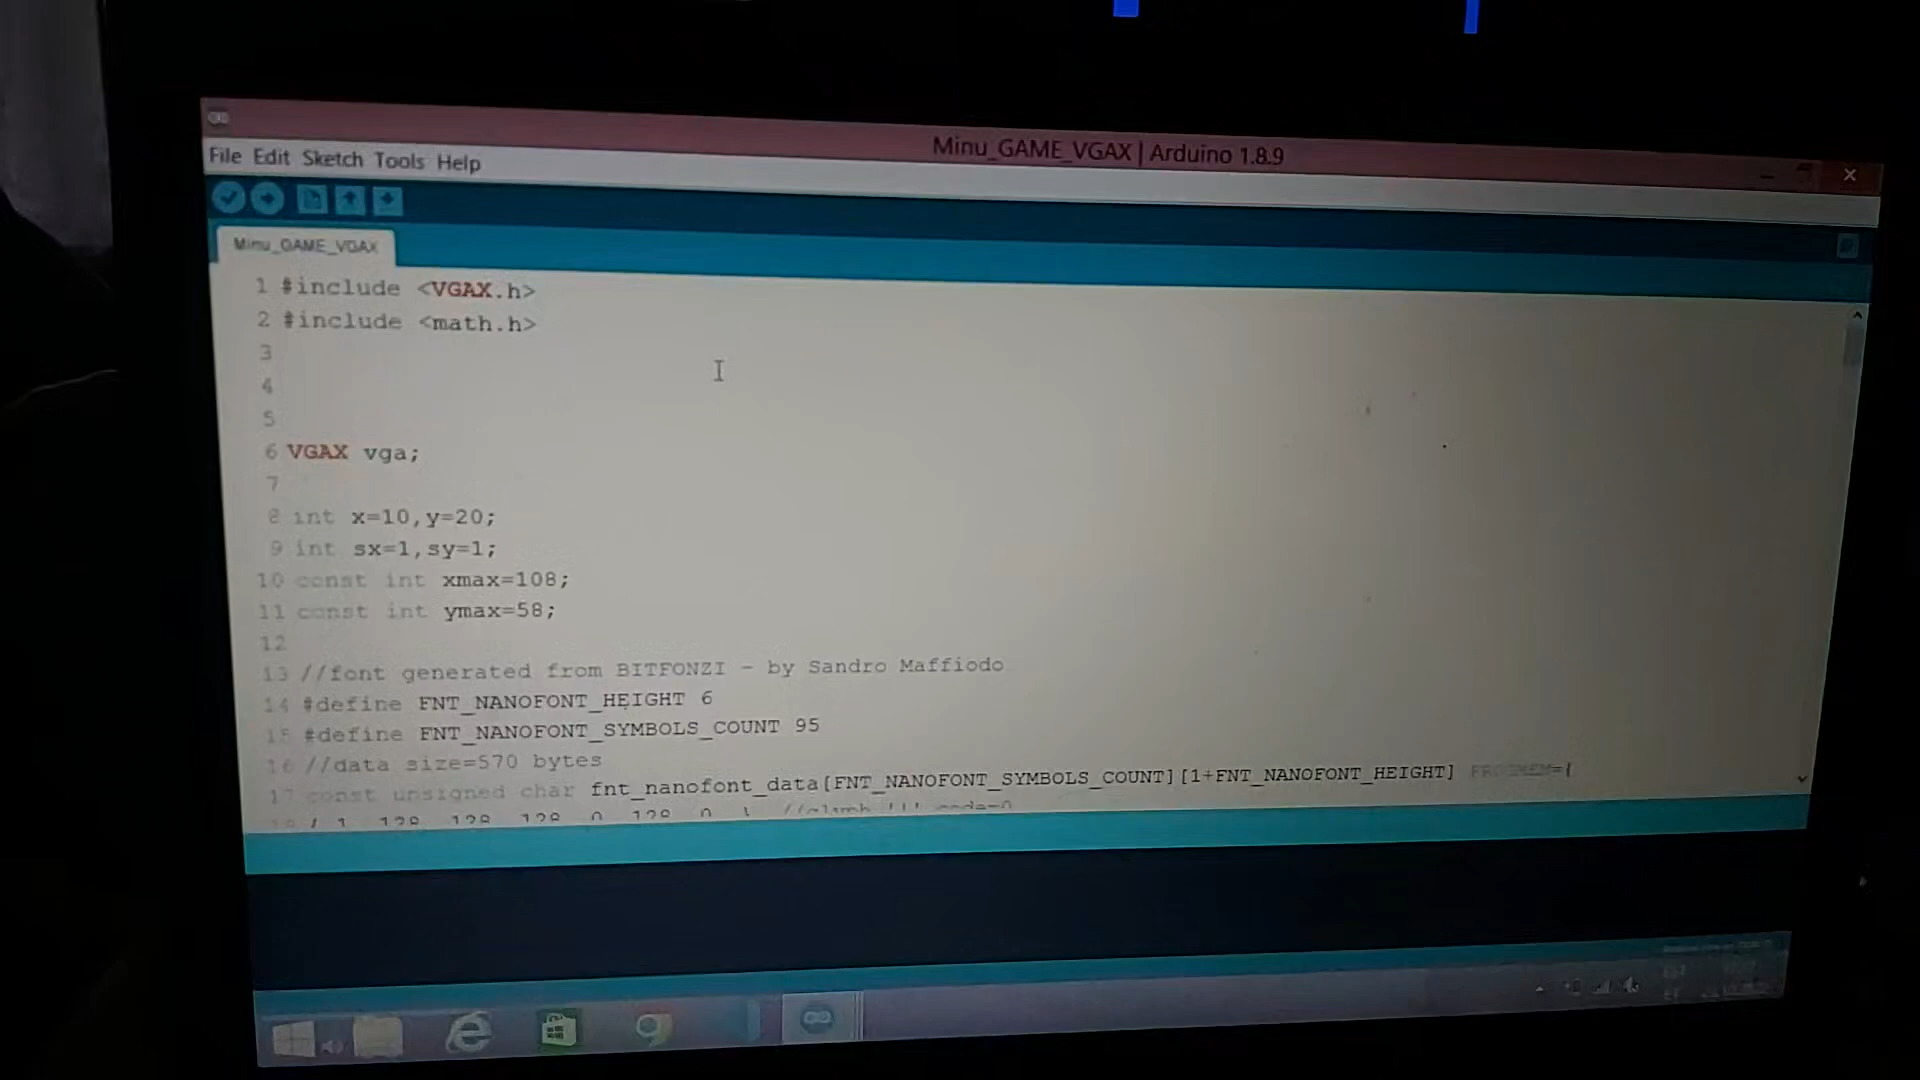 Minu_GAME_VGAX | Arduino 1.8.9
File Edit Sketch Tools Help
Minu_GAME_VGAX
1 #include <VGAX.h>
2 #include <math.h>
3
4
5
6 VGAX vga;
7
8 int x=10,y=20;
9 int sx=1,sy=1;
10 const int xmax=108;
11 const int ymax=58;
12
13 //font generated from BITFONZI - by Sandro Maffiodo
14 #define FNT_NANOFONT_HEIGHT 6
15 #define FNT_NANOFONT_SYMBOLS_COUNT 95
16 //data size=570 bytes
17 const unsigned char fnt_nanofont_data[FNT_NANOFONT_SYMBOLS_COUNT][1+FNT_NANOFONT_HEIGHT] PROGMEM={